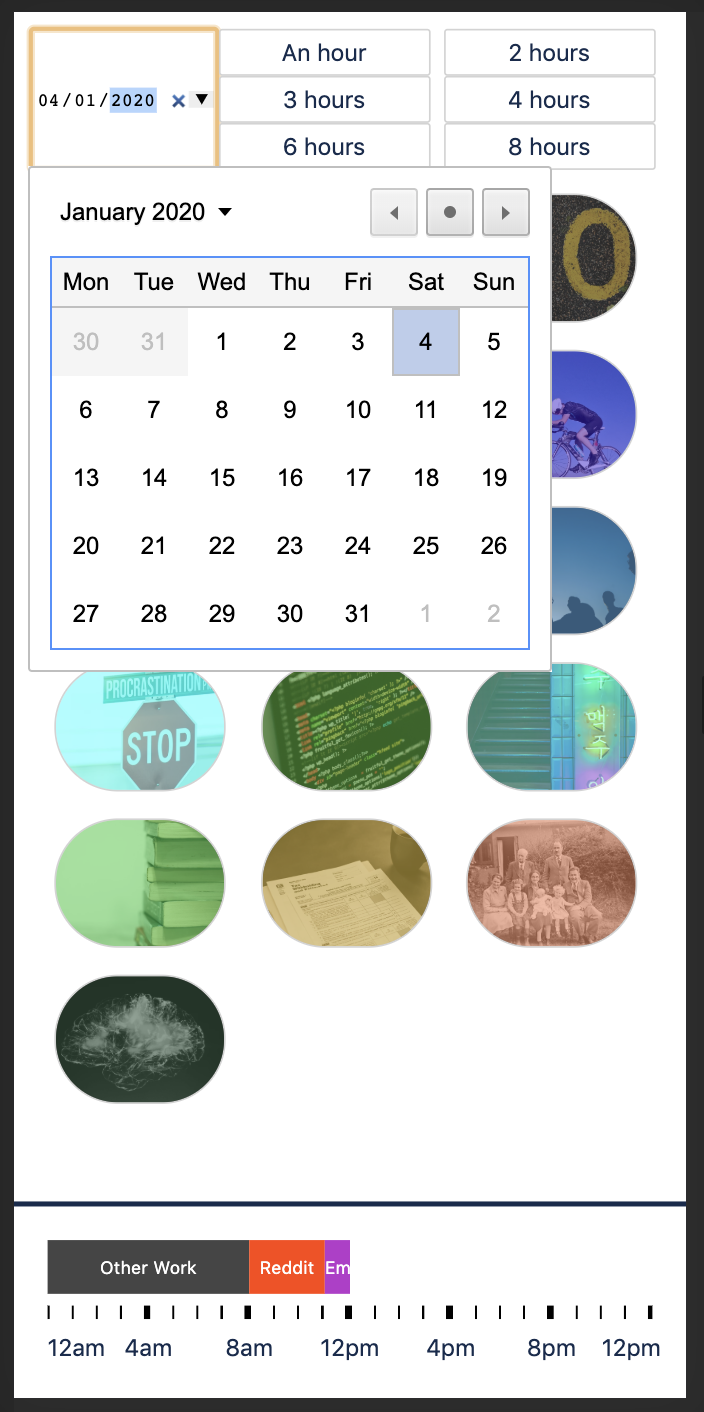 04/01/2020
An hour
2 hours
3 hours
4 hours
6 hours
8 hours
January 2020
Mon Tue Wed Thu Fri Sat Sun
30 31 1 2 3 4 5
6 7 8 9 10 11 12
13 14 15 16 17 18 19
20 21 22 23 24 25 26
27 28 29 30 31 1 2
PROCRASTINATION
STOP
Other Work Reddit Em
12am 4am 8am 12pm 4pm 8pm 12pm